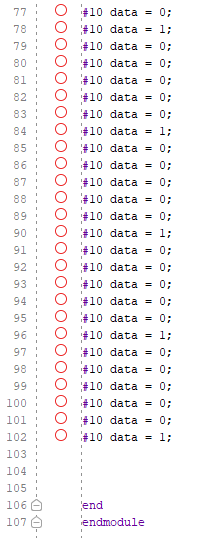 77 #10 data = 0;
78 #10 data = 1;
79 #10 data = 0;
80 #10 data = 0;
81 #10 data = 0;
82 #10 data = 0;
83 #10 data = 0;
84 #10 data = 1;
85 #10 data = 0;
86 #10 data = 0;
87 #10 data = 0;
88 #10 data = 0;
89 #10 data = 0;
90 #10 data = 1;
91 #10 data = 0;
92 #10 data = 0;
93 #10 data = 0;
94 #10 data = 0;
95 #10 data = 0;
96 #10 data = 1;
97 #10 data = 0;
98 #10 data = 0;
99 #10 data = 0;
100 #10 data = 0;
101 #10 data = 0;
102 #10 data = 1;
103
104
105
106 end
107 endmodule